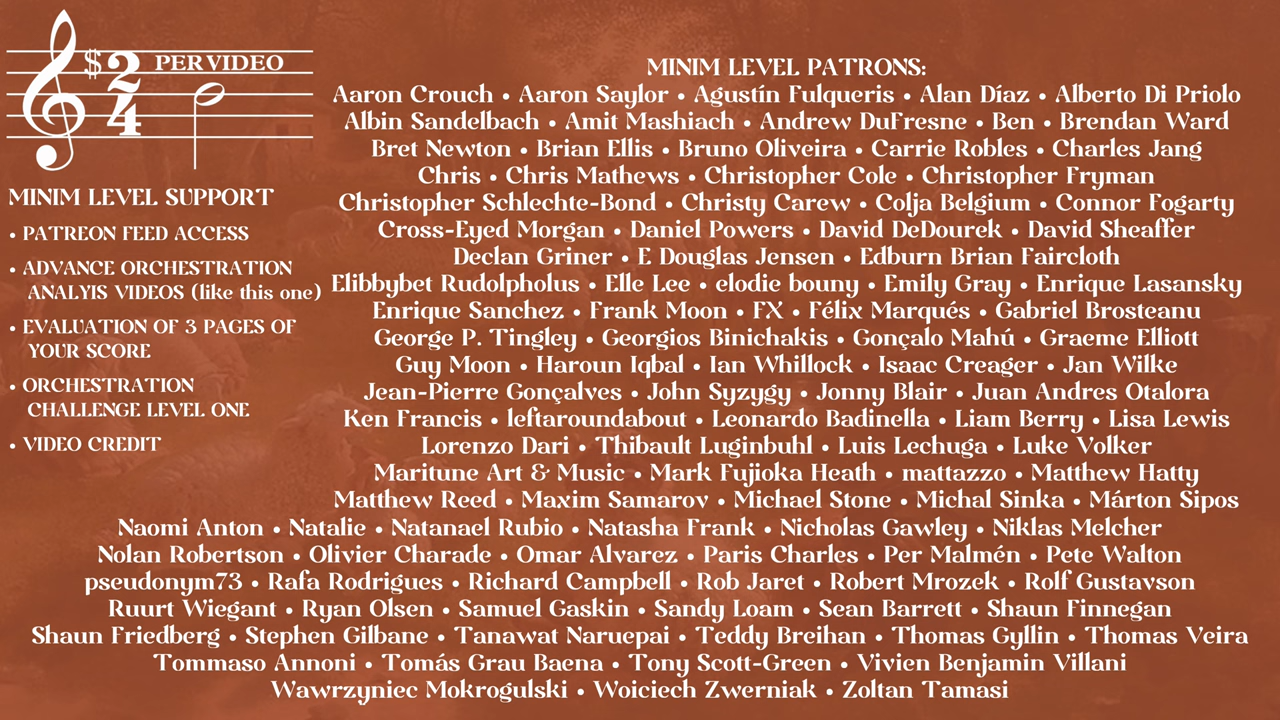 $ 2 4 PER VIDEO
MINIM LEVEL SUPPORT
• PATREON FEED ACCESS
• ADVANCE ORCHESTRATION
ANALYIS VIDEOS (like this one)
• EVALUATION OF 3 PAGES OF
YOUR SCORE
• ORCHESTRATION
CHALLENGE LEVEL ONE
• VIDEO CREDIT
MINIM LEVEL PATRONS:
Aaron Crouch • Aaron Saylor • Agustín Fulqueris • Alan Díaz • Alberto Di Priolo
Albin Sandelbach • Amit Mashiach • Andrew DuFresne • Ben • Brendan Ward
Bret Newton • Brian Ellis • Bruno Oliveira • Carrie Robles • Charles Jang
Chris • Chris Mathews • Christopher Cole • Christopher Fryman
Christopher Schlechte-Bond • Christy Carew • Colja Belgium • Connor Fogarty
Cross-Eyed Morgan • Daniel Powers • David DeDourek • David Sheaffer
Declan Griner • E Douglas Jensen • Edburn Brian Faircloth
Elibbybet Rudolpholus • Elle Lee • elodie bouny • Emily Gray • Enrique Lasansky
Enrique Sanchez • Frank Moon • FX • Félix Marqués • Gabriel Brosteanu
George P. Tingley • Georgios Binichakis • Gonçalo Mahú • Graeme Elliott
Guy Moon • Haroun Iqbal • Ian Whillock • Isaac Creager • Jan Wilke
Jean-Pierre Gonçalves • John Syzygy • Jonny Blair • Juan Andres Otalora
Ken Francis • leftaroundabout • Leonardo Badinella • Liam Berry • Lisa Lewis
Lorenzo Dari • Thibault Luginbuhl • Luis Lechuga • Luke Volker
Maritune Art & Music • Mark Fujioka Heath • mattazzo • Matthew Hatty
Matthew Reed • Maxim Samarov • Michael Stone • Michal Sinka • Márton Sipos
Naomi Anton • Natalie • Natanael Rubio • Natasha Frank • Nicholas Gawley • Niklas Melcher
Nolan Robertson • Olivier Charade • Omar Alvarez • Paris Charles • Per Malmén • Pete Walton
pseudonym73 • Rafa Rodrigues • Richard Campbell • Rob Jaret • Robert Mrozek • Rolf Gustavson
Ruurt Wiegant • Ryan Olsen • Samuel Gaskin • Sandy Loam • Sean Barrett • Shaun Finnegan
Shaun Friedberg • Stephen Gilbane • Tanawat Naruepai • Teddy Breihan • Thomas Gyllin • Thomas Veira
Tommaso Annoni • Tomás Grau Baena • Tony Scott-Green • Vivien Benjamin Villani
Wawrzyniec Mokrogulski • Woiciech Zwerniak • Zoltan Tamasi